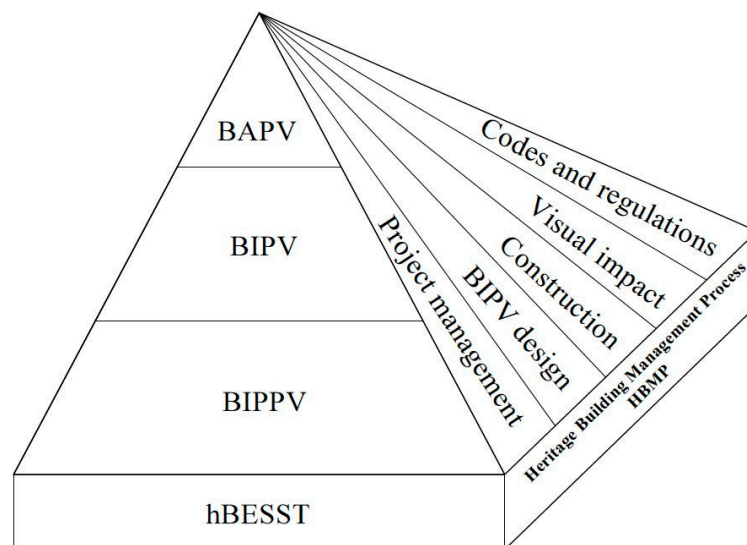 BAPV
BIPV
BIPPV
hBESST
Codes and regulations
Visual impact
Construction
BIPV design
Project management
Heritage Building Management Process
HBMP